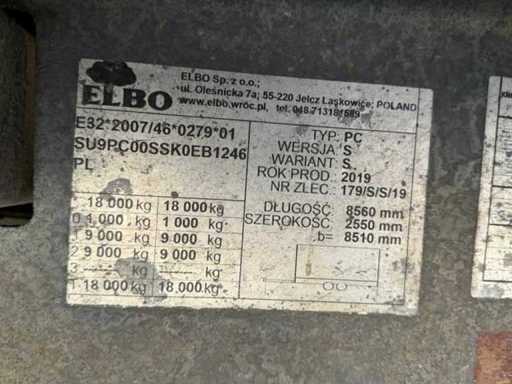 ELBO
ELBO Sp. z o.o.;
ul. Oleśnicka 7a; 55-220 Jelcz Laskowice; POLAND
www.elbo.wroc.pl, tel.
E32*2007/46*0279*01
SU9PC00SSK0EB1246
PL
18 000 kg 18 000 kg
0 1 000 kg 1 000 kg
1 9 000 kg 9 000 kg
2 9 000 kg 9 000 kg
3 ---- kg ---- kg
T 18 000 kg 18 000 kg
TYP: PC
WERSJA: S
WARIANT: S
ROK PROD.: 2019
NR ZLEC.: 179/S/S/19
DŁUGOŚĆ: 8560 mm
SZEROKOŚĆ: 2550 mm
b= 8510 mm